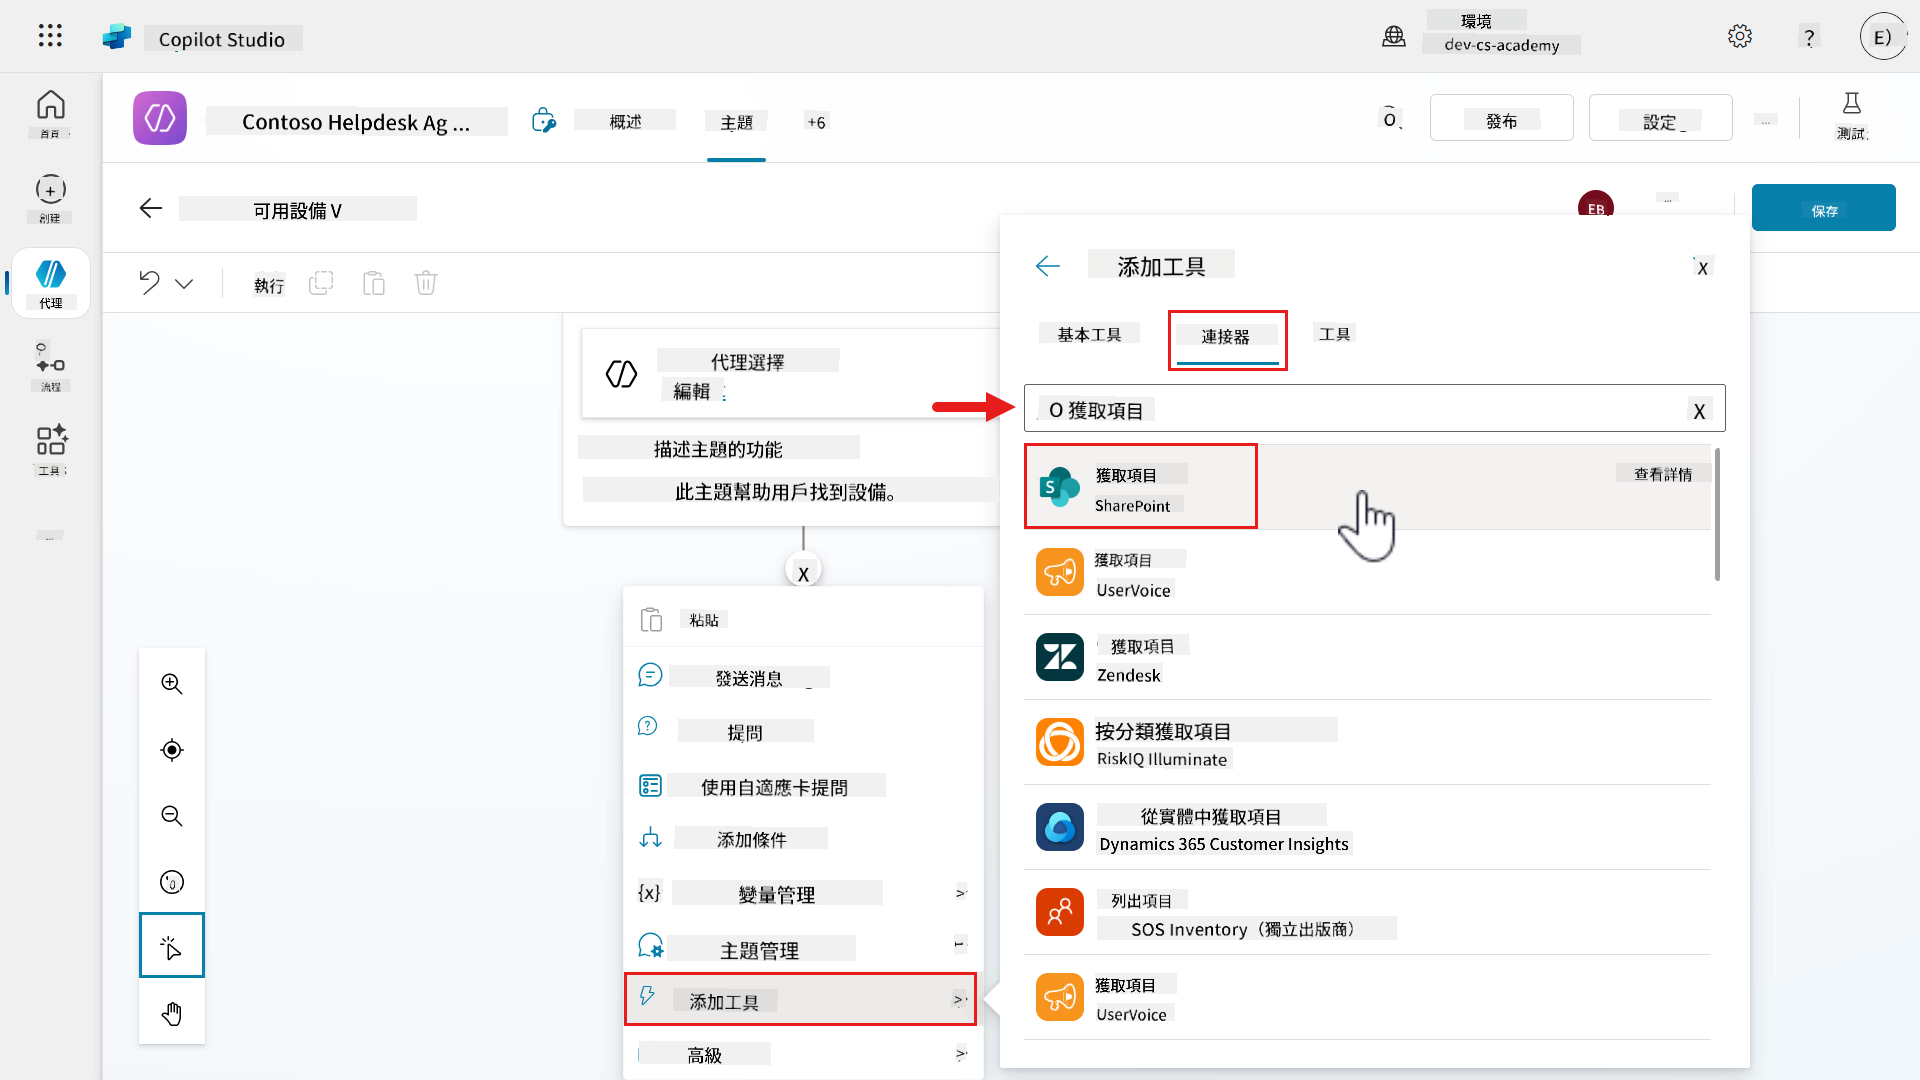 Copilot Studio
環境
dev-cs-academy
?
E)
首頁
創建
代理
流程
工具
Contoso Helpdesk Ag ...
概述
主題
+6
發布
設定
...
測試
可用設備 V
EB
...
保存
執行
代理選擇
編輯
描述主題的功能
此主題幫助用戶找到設備。
X
粘貼
發送消息
提問
使用自適應卡提問
添加條件
{x}
變量管理
>
主題管理
添加工具
>
高級
>
添加工具
X
基本工具
連接器
工具
O 獲取項目
X
獲取項目
SharePoint
查看詳情
獲取項目
UserVoice
獲取項目
Zendesk
按分類獲取項目
RiskIQ Illuminate
從實體中獲取項目
Dynamics 365 Customer Insights
列出項目
SOS Inventory（獨立出版商）
獲取項目
UserVoice